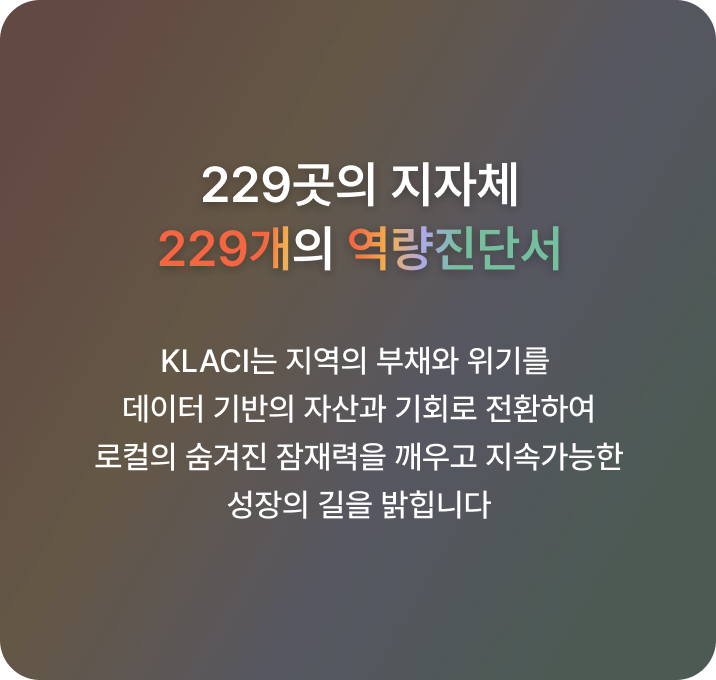 229곳의 지자체
229개의 역량진단서
KLACI는 지역의 부채와 위기를
데이터 기반의 자산과 기회로 전환하여
로컬의 숨겨진 잠재력을 깨우고 지속가능한
성장의 길을 밝힙니다